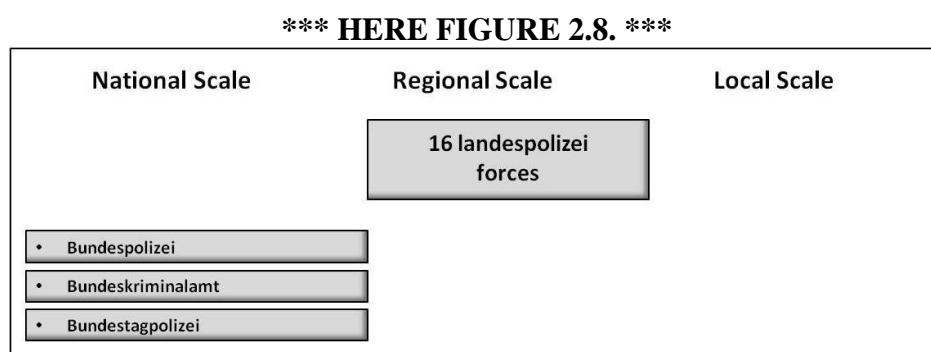 *** HERE FIGURE 2.8. ***
National Scale Regional Scale Local Scale
16 landespolizei
forces
• Bundespolizei
• Bundeskriminalamt
• Bundestagpolizei